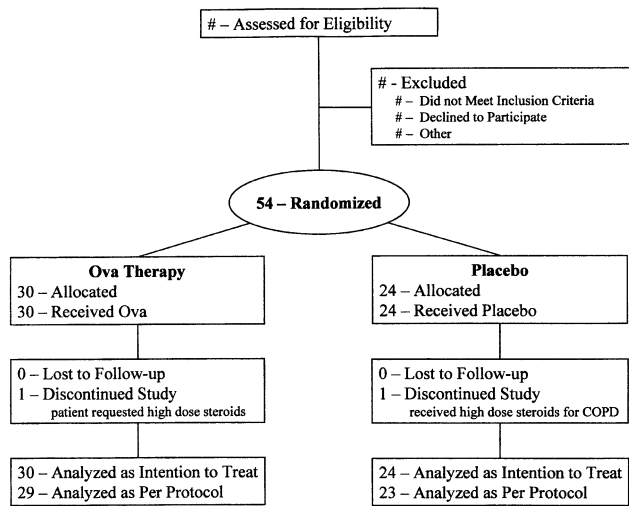 # – Assessed for Eligibility
# - Excluded
# – Did not Meet Inclusion Criteria
# – Declined to Participate
# – Other
54 – Randomized
Ova Therapy
30 – Allocated
30 – Received Ova
Placebo
24 – Allocated
24 – Received Placebo
0 – Lost to Follow-up
1 – Discontinued Study
patient requested high dose steroids
0 – Lost to Follow-up
1 – Discontinued Study
received high dose steroids for COPD
30 – Analyzed as Intention to Treat
29 – Analyzed as Per Protocol
24 – Analyzed as Intention to Treat
23 – Analyzed as Per Protocol